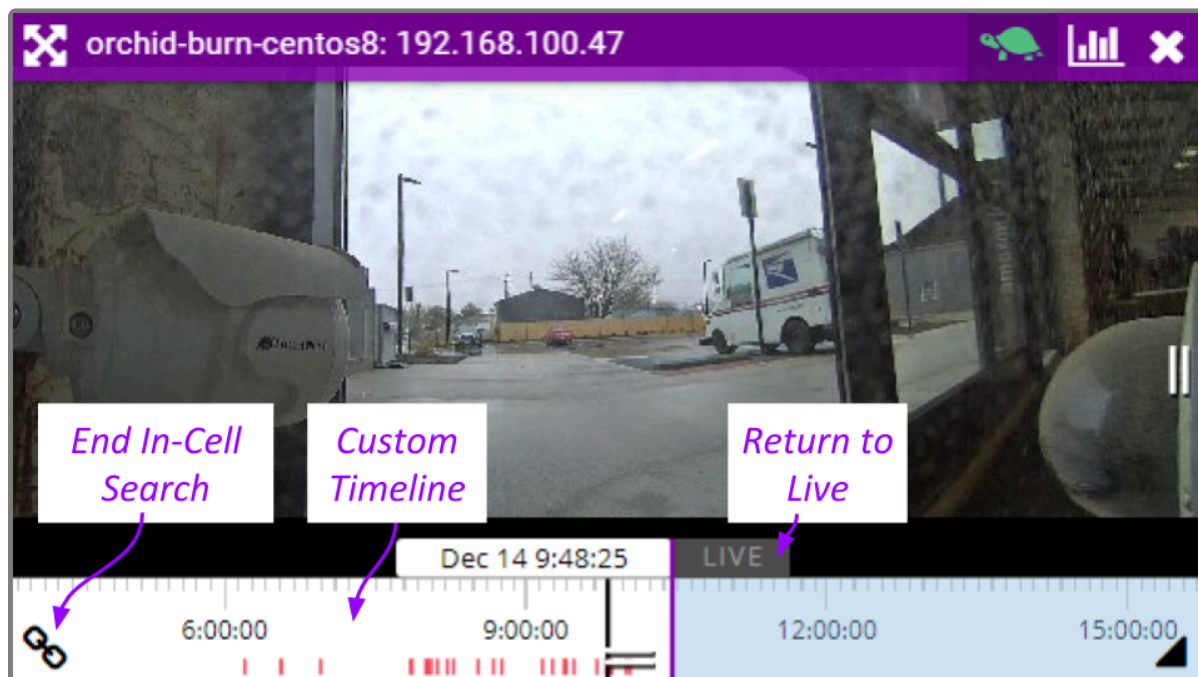 orchid-burn-centos8: 192.168.100.47
End In-Cell
Search
Custom
Timeline
Return to
Live
Dec 14 9:48:25
LIVE
6:00:00
9:00:00
12:00:00
15:00:00